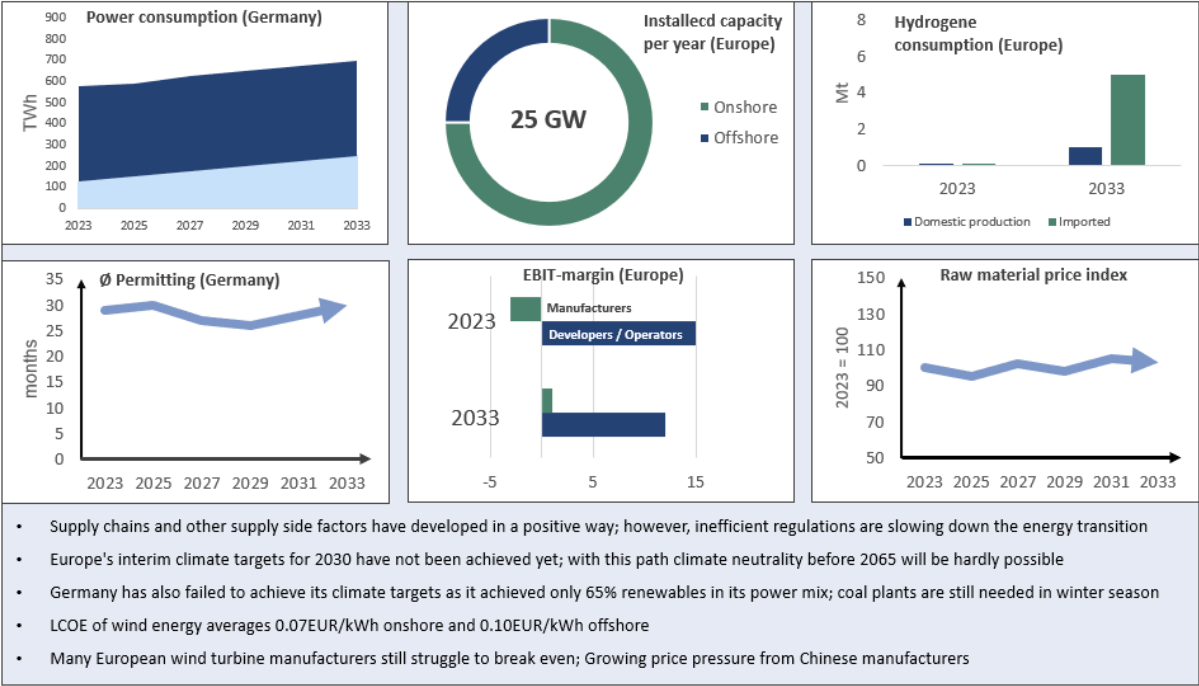 Power consumption (Germany)
900
800
700
600
500
400
300
200
100
0
TWh
2023 2025 2027 2029 2031 2033
Installecd capacity
per year (Europe)
25 GW
Onshore
Offshore
Hydrogene
consumption (Europe)
8
6
4
2
0
Mt
2023 2033
Domestic production Imported
Ø Permitting (Germany)
35
30
25
20
15
10
5
0
months
2023 2025 2027 2029 2031 2033
EBIT-margin (Europe)
2023
Manufacturers
Developers / Operators
2033
-5 5 15
Raw material price index
150
130
110
90
70
50
2023 = 100
2023 2025 2027 2029 2031 2033
• Supply chains and other supply side factors have developed in a positive way; however, inefficient regulations are slowing down the energy transition
• Europe's interim climate targets for 2030 have not been achieved yet; with this path climate neutrality before 2065 will be hardly possible
• Germany has also failed to achieve its climate targets as it achieved only 65% renewables in its power mix; coal plants are still needed in winter season
• LCOE of wind energy averages 0.07EUR/kWh onshore and 0.10EUR/kWh offshore
• Many European wind turbine manufacturers still struggle to break even; Growing price pressure from Chinese manufacturers